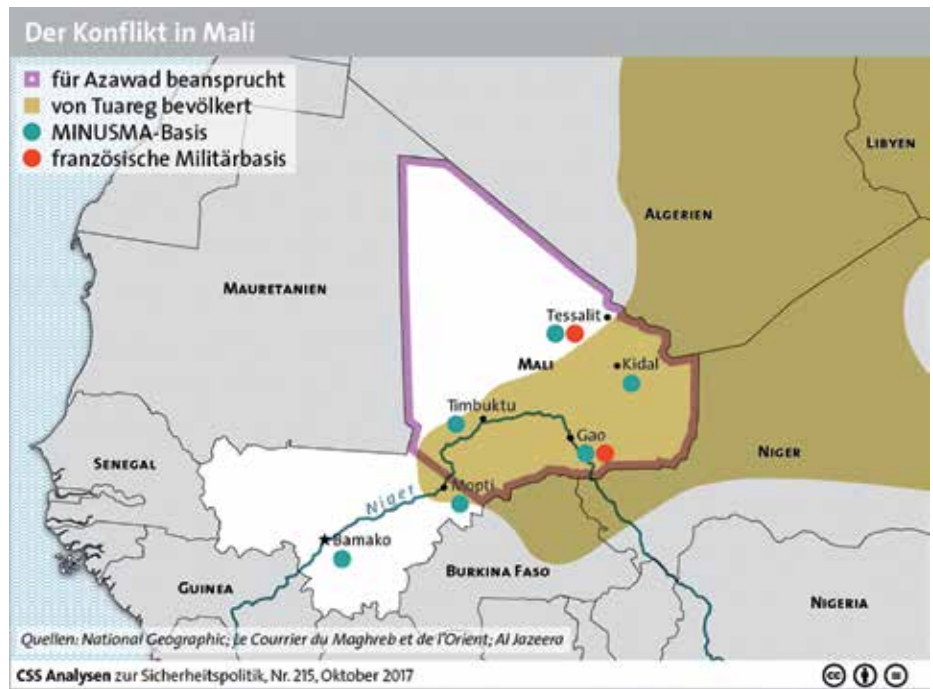 Der Konflikt in Mali
für Azawad beansprucht
von Tuareg bevölkert
MINUSMA-Basis
französische Militärbasis
LIBYEN
ALGERIEN
MAURETANIEN
Tessalit
MALI
Kidal
Timbuktu
Gao
NIGER
SENEGAL
Mopti
Niger
Bamako
BURKINA FASO
GUINEA
NIGERIA
Quellen: National Geographic; Le Courrier du Maghreb et de l'Orient; Al Jazeera
CSS Analysen zur Sicherheitspolitik, Nr. 215, Oktober 2017
cc